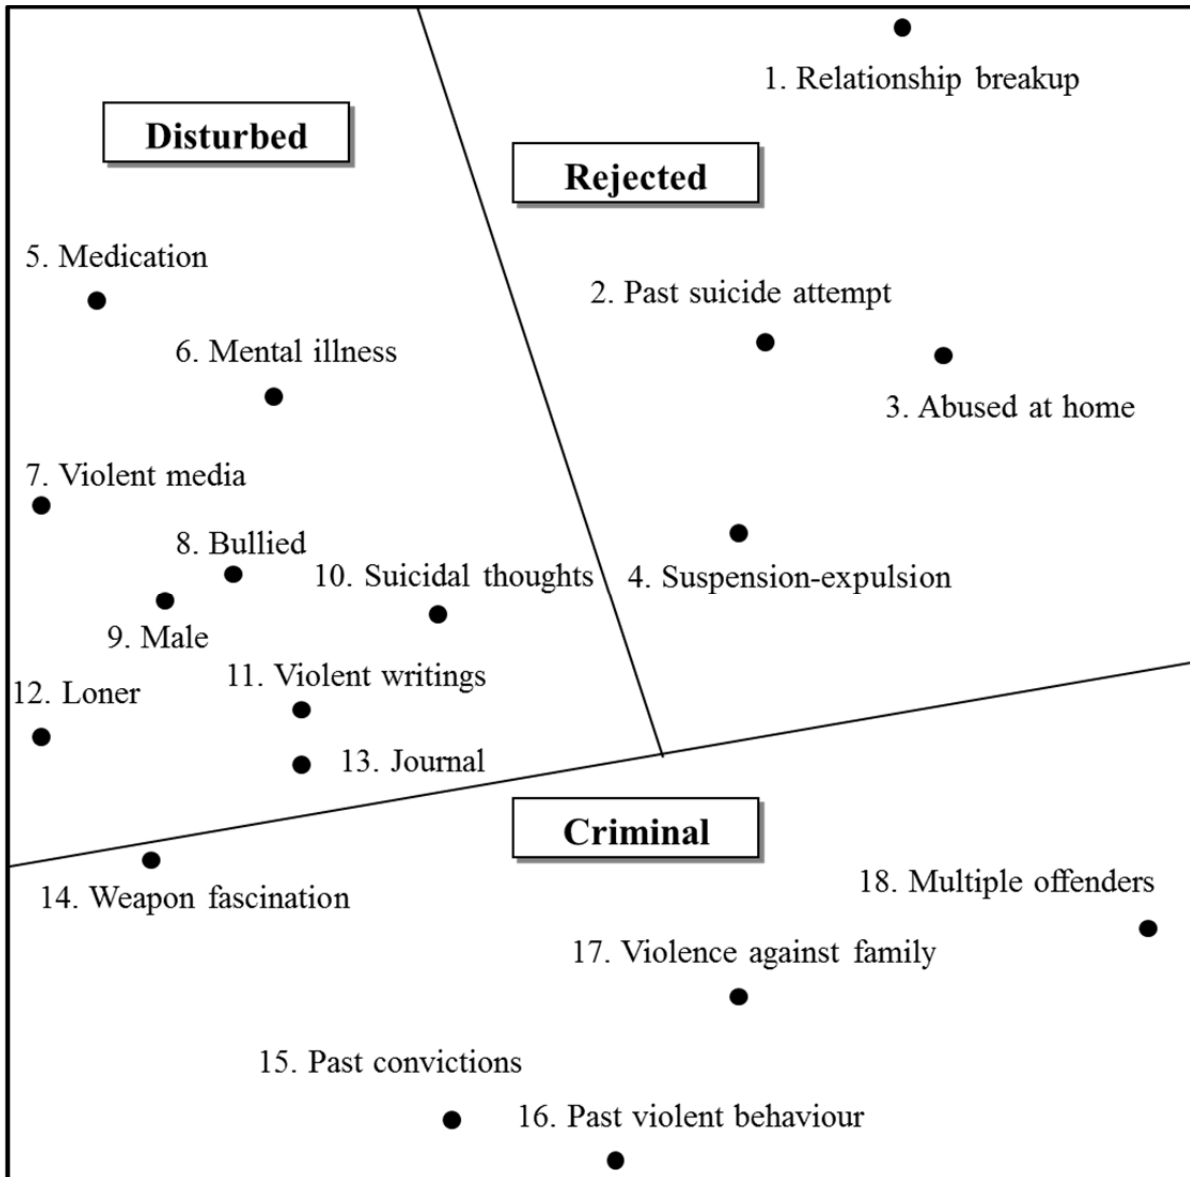 1. Relationship breakup
Disturbed
Rejected
5. Medication
2. Past suicide attempt
6. Mental illness
3. Abused at home
7. Violent media
8. Bullied
10. Suicidal thoughts
4. Suspension-expulsion
9. Male
11. Violent writings
12. Loner
13. Journal
Criminal
14. Weapon fascination
18. Multiple offenders
17. Violence against family
15. Past convictions
16. Past violent behaviour